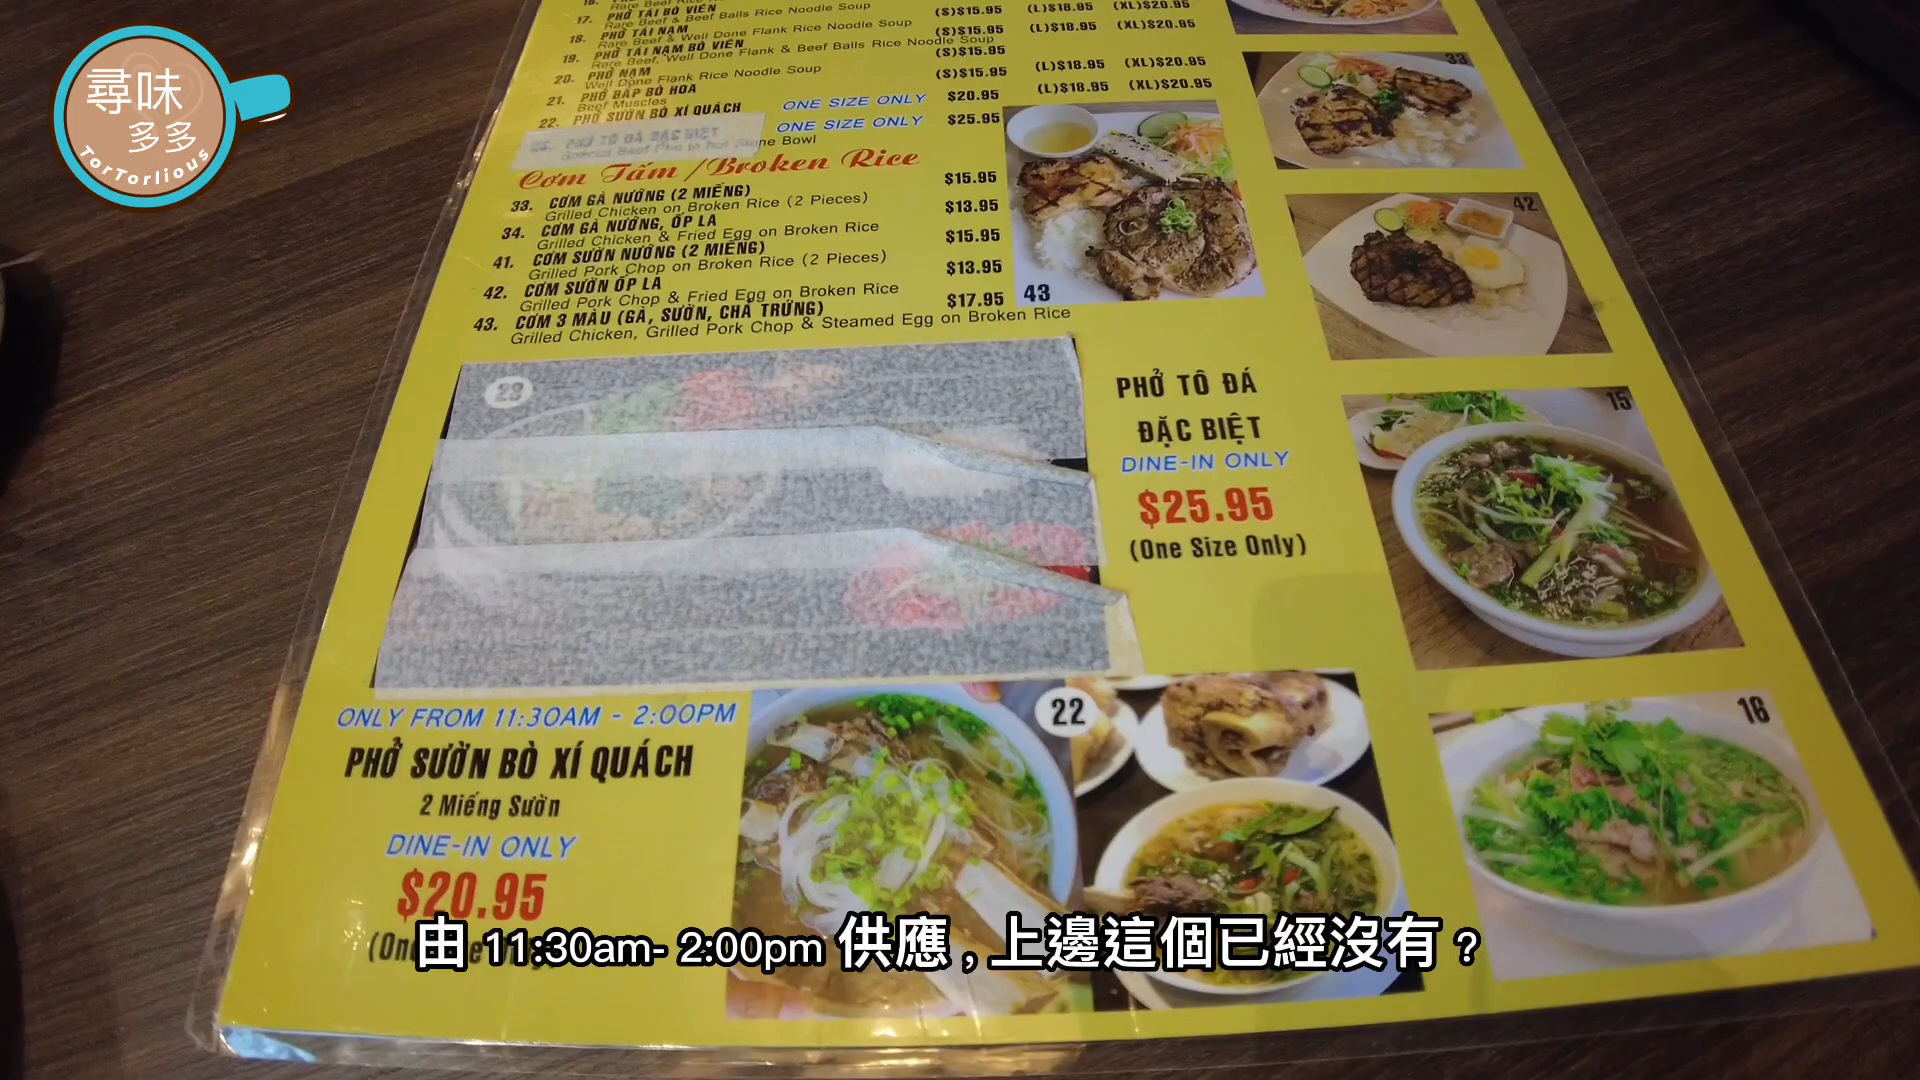 尋味
多多
TorTorlious
17. PHỞ TÁI BÒ VIÊN (S)$15.95 (L)$18.95 (XL)$20.95
Rare Beef & Beef Balls Rice Noodle Soup
18. PHỞ TÁI NẠM (S)$15.95 (L)$18.95 (XL)$20.95
Rare Beef & Well Done Flank Rice Noodle Soup
19. PHỞ TÁI NẠM BÒ VIÊN (S)$15.95
Rare Beef, Well Done Flank & Beef Balls Rice Noodle Soup
20. PHỞ NẠM (S)$15.95 (L)$18.95 (XL)$20.95
Well Done Flank Rice Noodle Soup
21. PHỞ BẮP BÒ HOA (L)$18.95 (XL)$20.95
Beef Muscles
22. PHỞ SƯỜN BÒ XÍ QUÁCH ONE SIZE ONLY $20.95
PHỞ TÔ ĐÁ ĐẶC BIỆT ONE SIZE ONLY $25.95
Special Beef Pho in hot Stone Bowl
Cơm Tấm / Broken Rice
33. CƠM GÀ NƯỚNG (2 MIẾNG) $15.95
Grilled Chicken on Broken Rice (2 Pieces)
34. CƠM GÀ NƯỚNG, ỐP LA $13.95
Grilled Chicken & Fried Egg on Broken Rice
41. CƠM SƯỜN NƯỚNG (2 MIẾNG) $15.95
Grilled Pork Chop on Broken Rice (2 Pieces)
42. CƠM SƯỜN ỐP LA $13.95
Grilled Pork Chop & Fried Egg on Broken Rice
43. CƠM 3 MÀU (GÀ, SƯỜN, CHẢ TRỨNG) $17.95
Grilled Chicken, Grilled Pork Chop & Steamed Egg on Broken Rice
43
33
42
23
PHỞ TÔ ĐÁ
ĐẶC BIỆT
DINE-IN ONLY
$25.95
(One Size Only)
15
ONLY FROM 11:30AM - 2:00PM
PHỞ SƯỜN BÒ XÍ QUÁCH
2 Miếng Sườn
DINE-IN ONLY
$20.95
22
16
由 11:30am- 2:00pm 供應 , 上邊這個已經沒有 ?